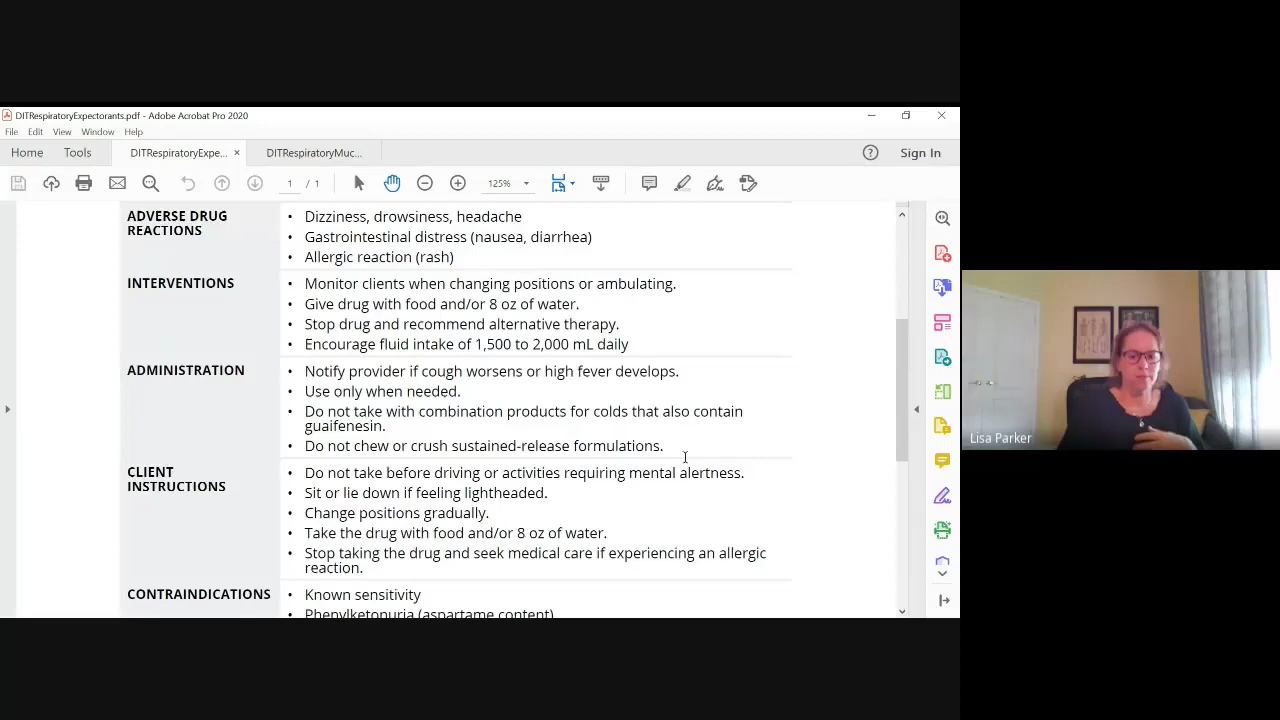 DITRespiratoryExpectorants.pdf - Adobe Acrobat Pro 2020
File Edit View Window Help
Home Tools DITRespiratoryExpe... × DITRespiratoryMuc... Sign In
1 / 1 125%
ADVERSE DRUG
REACTIONS
• Dizziness, drowsiness, headache
• Gastrointestinal distress (nausea, diarrhea)
• Allergic reaction (rash)
INTERVENTIONS
• Monitor clients when changing positions or ambulating.
• Give drug with food and/or 8 oz of water.
• Stop drug and recommend alternative therapy.
• Encourage fluid intake of 1,500 to 2,000 mL daily
ADMINISTRATION
• Notify provider if cough worsens or high fever develops.
• Use only when needed.
• Do not take with combination products for colds that also contain
guaifenesin.
• Do not chew or crush sustained-release formulations.
CLIENT
INSTRUCTIONS
• Do not take before driving or activities requiring mental alertness.
• Sit or lie down if feeling lightheaded.
• Change positions gradually.
• Take the drug with food and/or 8 oz of water.
• Stop taking the drug and seek medical care if experiencing an allergic
reaction.
CONTRAINDICATIONS
• Known sensitivity
• Phenylketonuria (aspartame content)
Lisa Parker